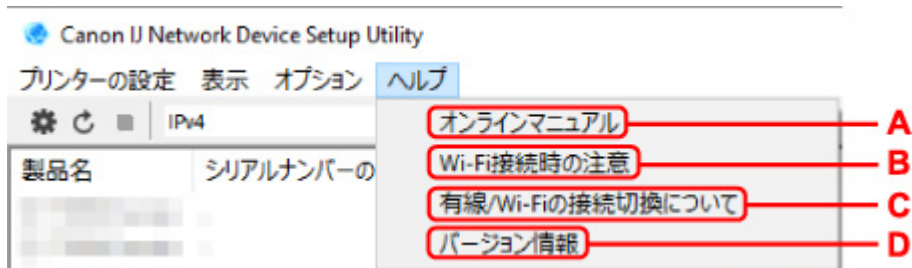 Canon IJ Network Device Setup Utility
プリンターの設定 表示 オプション ヘルプ
IPv4 オンラインマニュアル A
Wi-Fi接続時の注意 B
製品名 シリアルナンバーの 有線/Wi-Fiの接続切換について C
バージョン情報 D